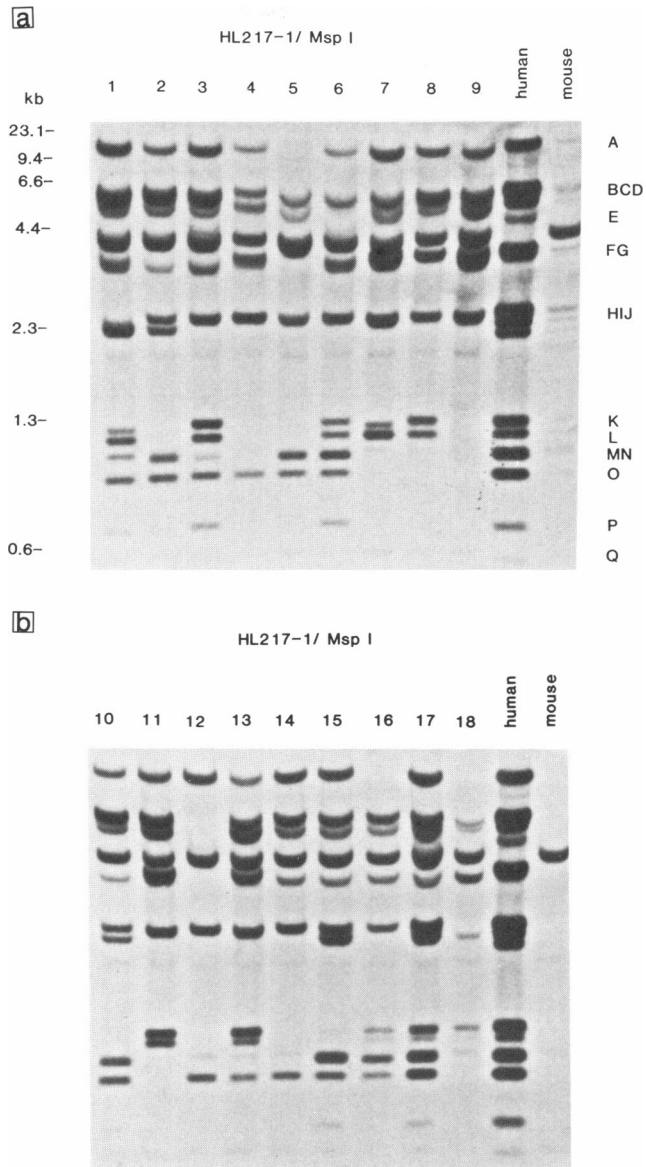 a
HL217-1/ Msp I
kb 1 2 3 4 5 6 7 8 9 human mouse
23.1-
9.4-
6.6-
4.4-
2.3-
1.3-
0.6-
A
BCD
E
FG
HIJ
K
L
MN
O
P
Q
b
HL217-1/ Msp I
10 11 12 13 14 15 16 17 18 human mouse